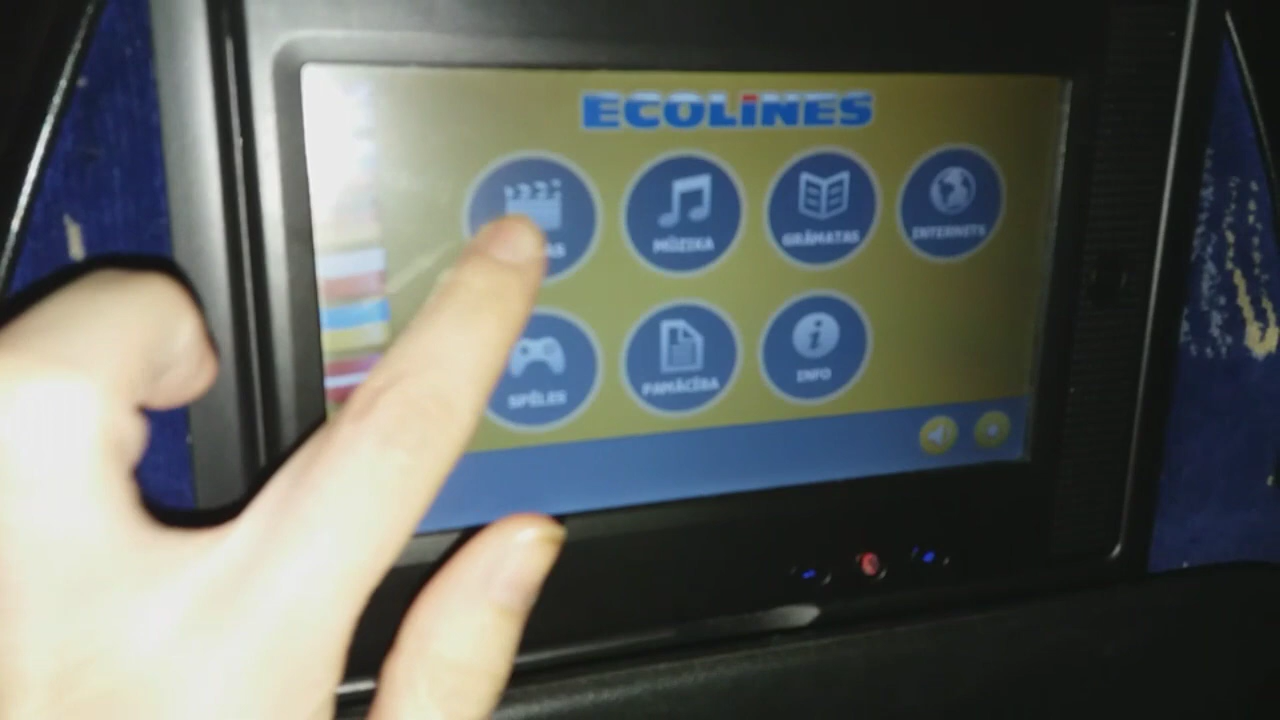 ECOLiNES
MŪZIKA
GRĀMATAS
INTERNETS
SPĒLES
PAMĀCĪBA
INFO